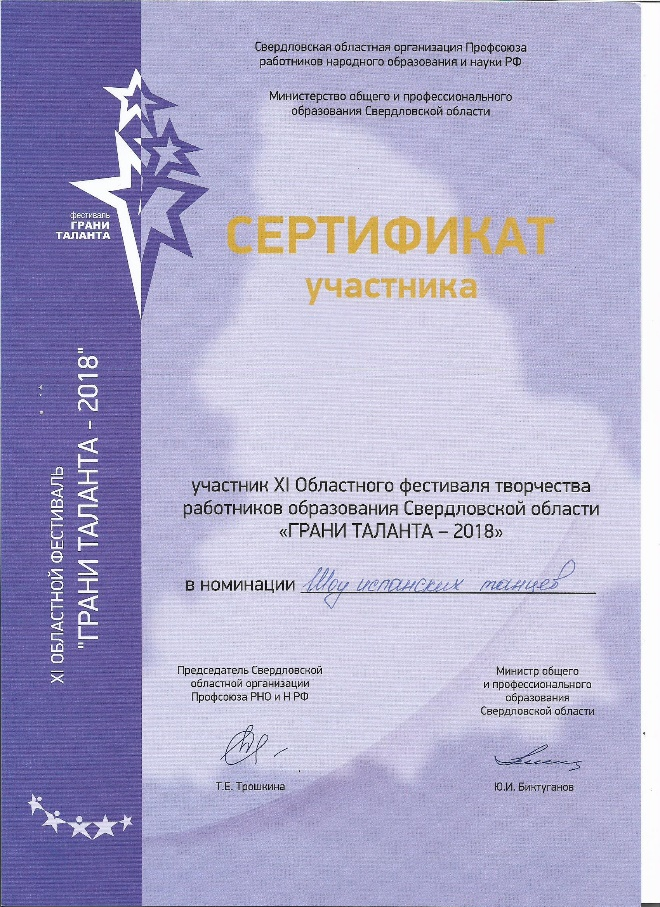 Свердловская областная организация Профсоюза
работников народного образования и науки РФ
Министерство общего и профессионального
образования Свердловской области
фестиваль
ГРАНИ
ТАЛАНТА
СЕРТИФИКАТ
участника
XI ОБЛАСТНОЙ ФЕСТИВАЛЬ
"ГРАНИ ТАЛАНТА - 2018"
участник XI Областного фестиваля творчества
работников образования Свердловской области
«ГРАНИ ТАЛАНТА – 2018»
в номинации Шоу испанских танцев
Председатель Свердловской
областной организации
Профсоюза РНО и Н РФ
Т.Е. Трошкина
Министр общего
и профессионального
образования
Свердловской области
Ю.И. Биктуганов